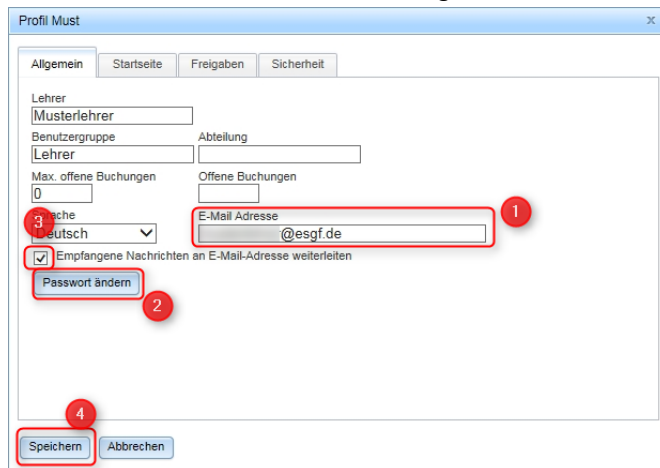 Profil Must x
Allgemein Startseite Freigaben Sicherheit
Lehrer
Musterlehrer
Benutzergruppe Abteilung
Lehrer
Max. offene Buchungen Offene Buchungen
0
Sprache E-Mail Adresse 1
3
Deutsch @esgf.de
Empfangene Nachrichten an E-Mail-Adresse weiterleiten
Passwort ändern
2
4
Speichern Abbrechen